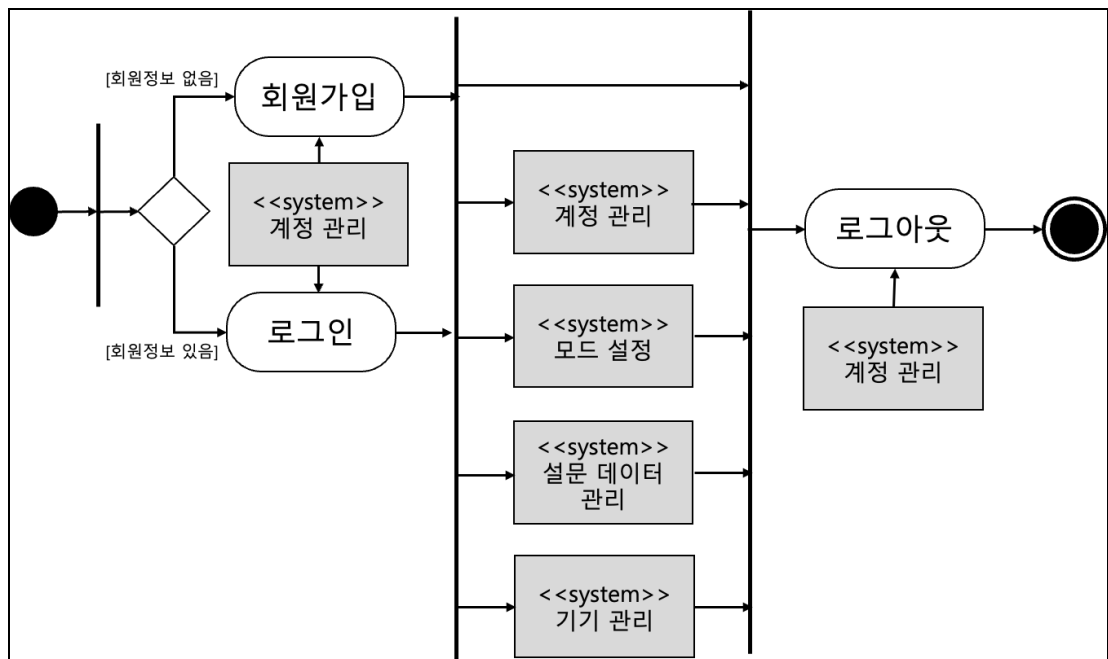 [회원정보 없음]
회원가입
<<system>>
계정 관리
[회원정보 있음]
로그인
<<system>>
계정 관리
<<system>>
모드 설정
<<system>>
설문 데이터
관리
<<system>>
기기 관리
로그아웃
<<system>>
계정 관리